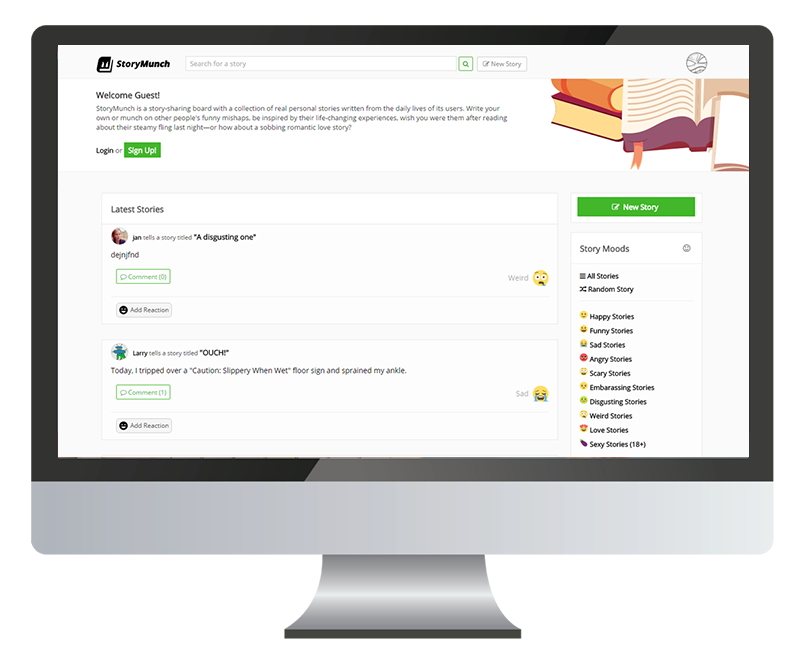 StoryMunch
Search for a story
New Story
Welcome Guest!
StoryMunch is a story-sharing board with a collection of real personal stories written from the daily lives of its users. Write your
own or munch on other people's funny mishaps, be inspired by their life-changing experiences, wish you were them after reading
about their steamy fling last night—or how about a sobbing romantic love story?
Login or Sign Up!
Latest Stories
jan tells a story titled "A disgusting one"
dejnjfnd
Comment (0)
Weird
Add Reaction
Larry tells a story titled "OUCH!"
Today, I tripped over a "Caution: Slippery When Wet" floor sign and sprained my ankle.
Comment (1)
Sad
Add Reaction
New Story
Story Moods
All Stories
Random Story
Happy Stories
Funny Stories
Sad Stories
Angry Stories
Scary Stories
Embarassing Stories
Disgusting Stories
Weird Stories
Love Stories
Sexy Stories (18+)